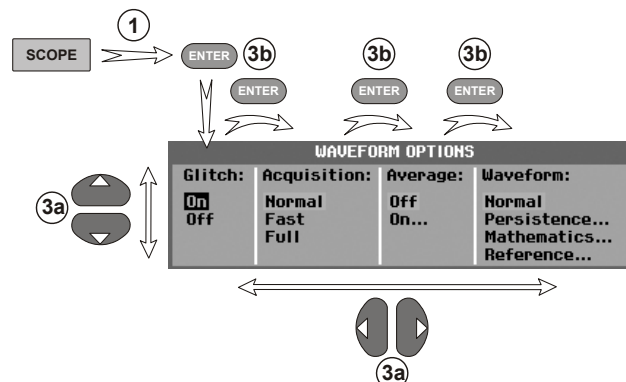 1
SCOPE
ENTER
3b
3b
3b
ENTER
ENTER
ENTER
WAVEFORM OPTIONS
Glitch: Acquisition: Average: Waveform:
On Normal Off Normal
Off Fast On... Persistence...
Full Mathematics...
Reference...
3a
3a